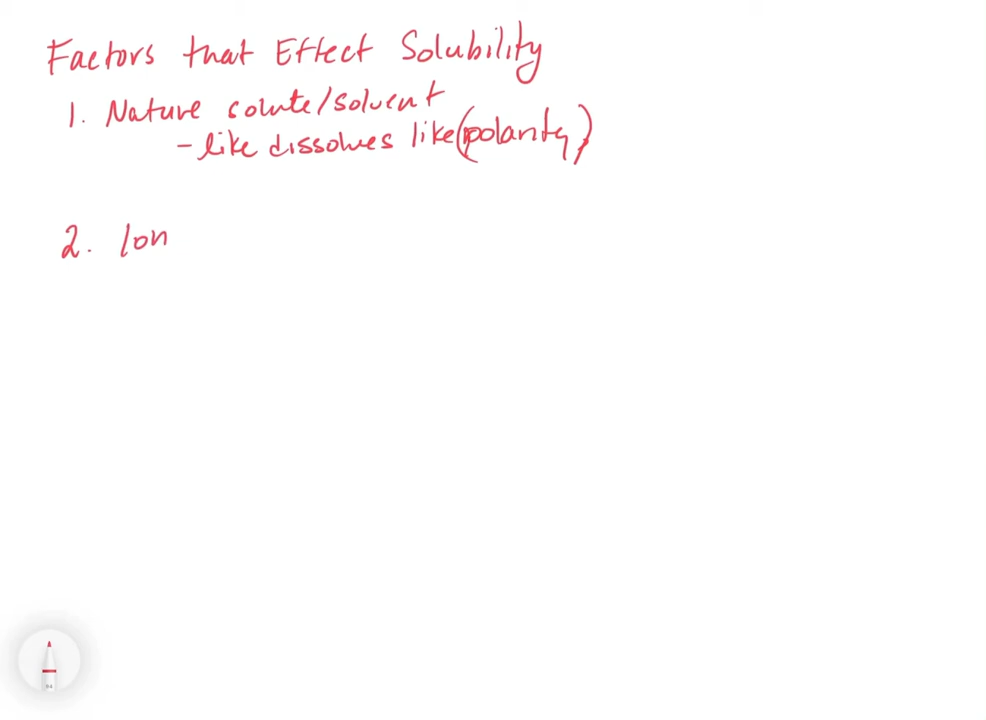 Factors that Effect Solubility
1. Nature solute/solvent
- like dissolves like (polarity)
2. Ion